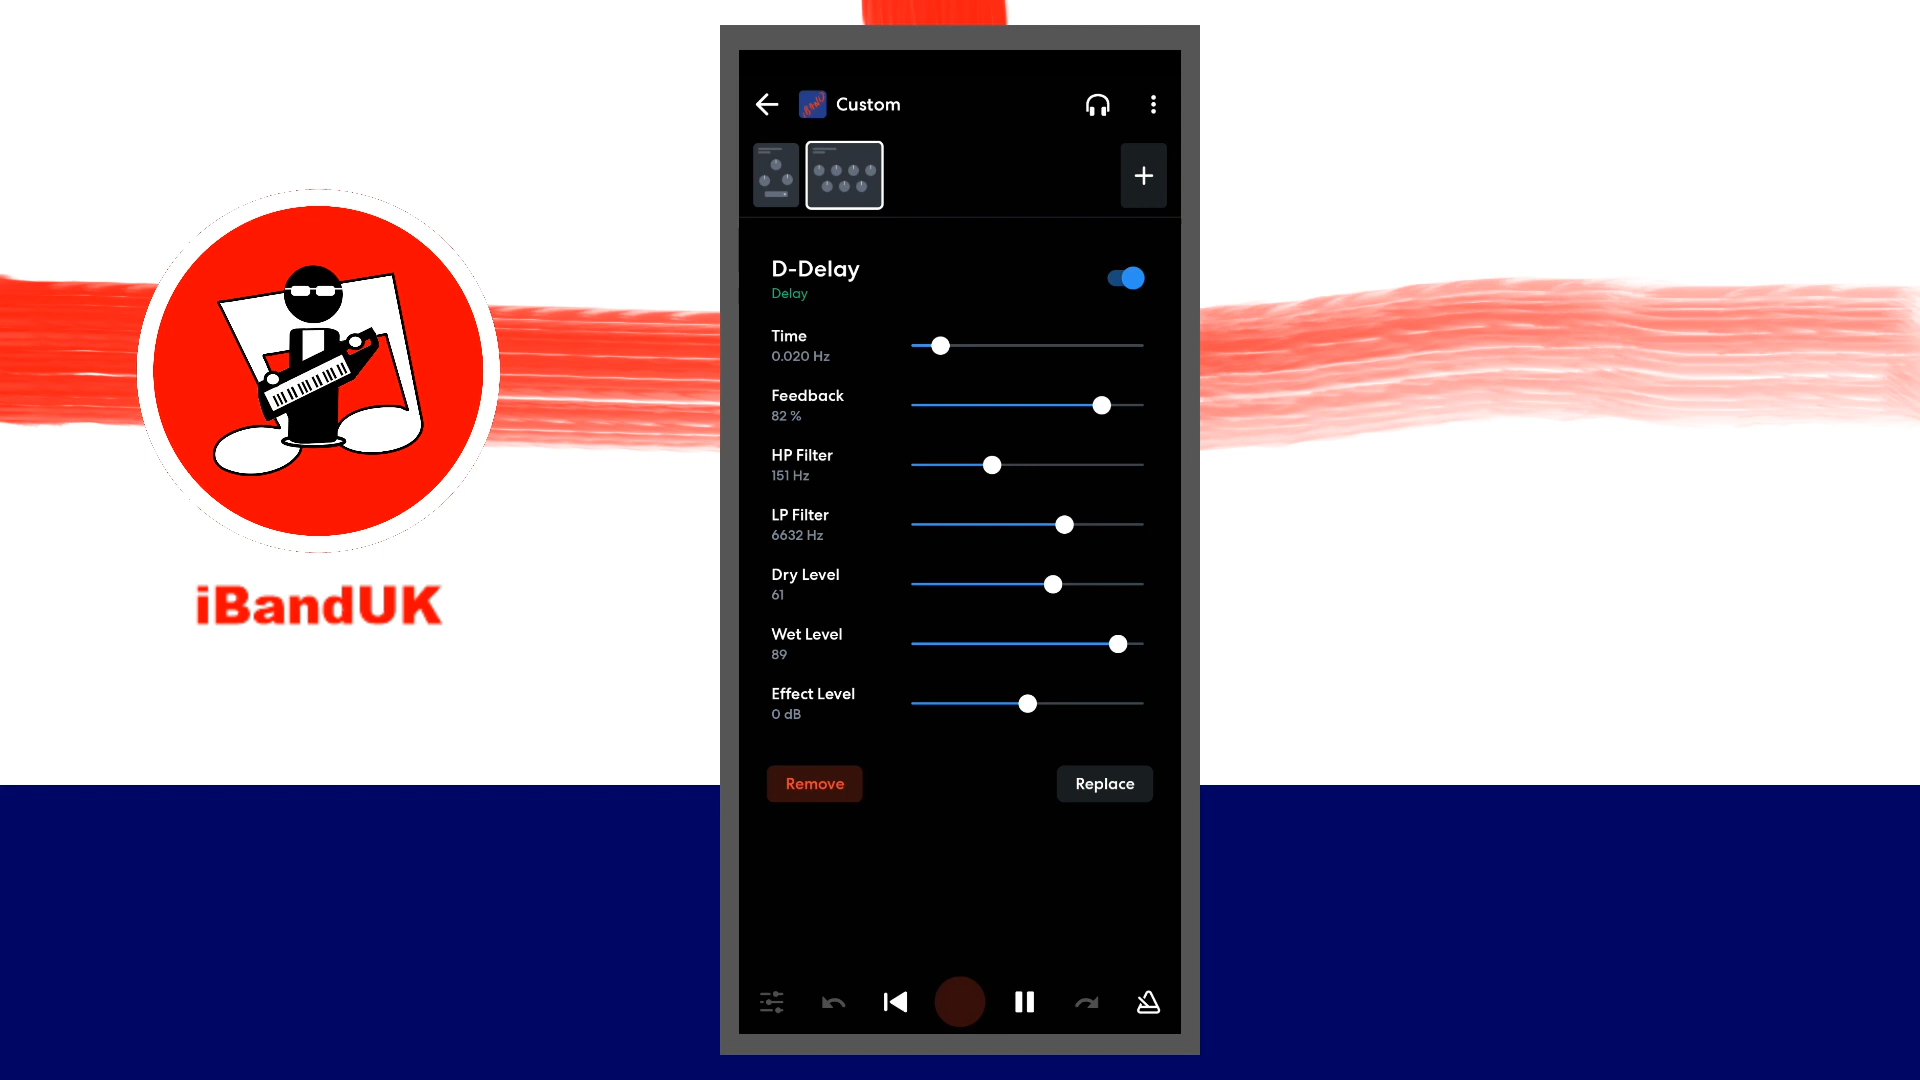 Custom
D-Delay
Delay
Time
0.020 Hz
Feedback
82 %
HP Filter
151 Hz
LP Filter
6632 Hz
Dry Level
61
Wet Level
89
Effect Level
0 dB
Remove
Replace
iBandUK